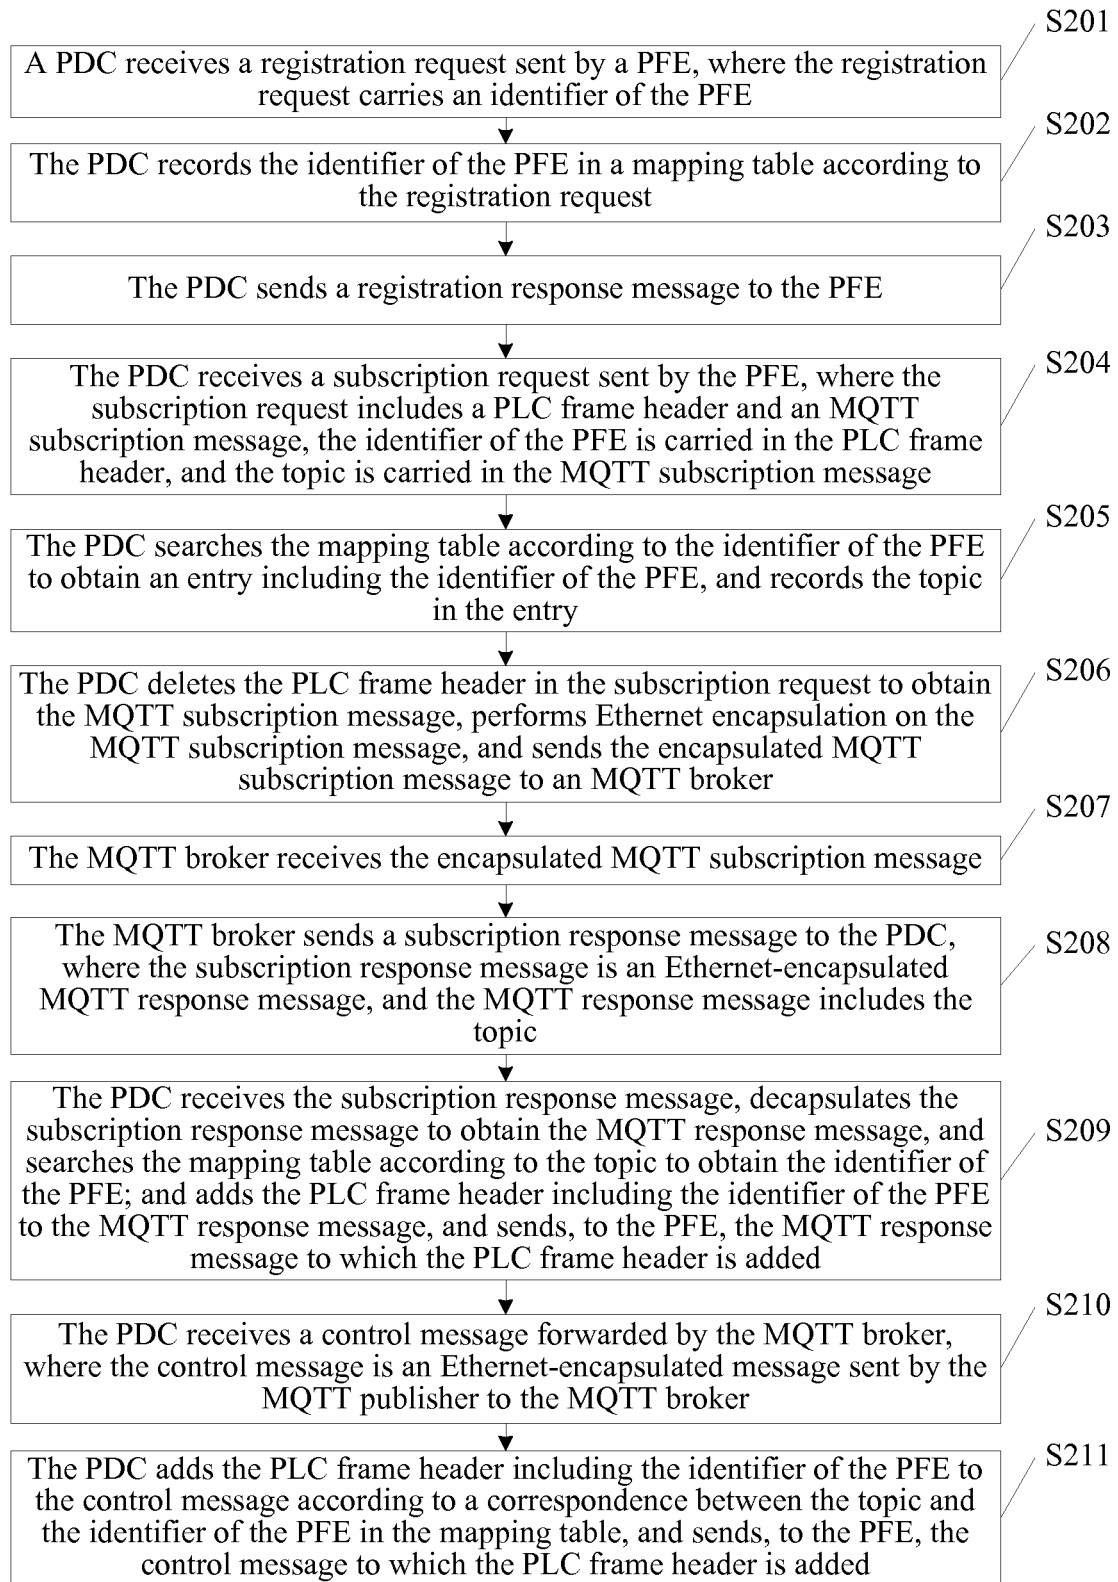 S201
A PDC receives a registration request sent by a PFE, where the registration
request carries an identifier of the PFE
S202
The PDC records the identifier of the PFE in a mapping table according to
the registration request
S203
The PDC sends a registration response message to the PFE
S204
The PDC receives a subscription request sent by the PFE, where the
subscription request includes a PLC frame header and an MQTT
subscription message, the identifier of the PFE is carried in the PLC frame
header, and the topic is carried in the MQTT subscription message
S205
The PDC searches the mapping table according to the identifier of the PFE
to obtain an entry including the identifier of the PFE, and records the topic
in the entry
S206
The PDC deletes the PLC frame header in the subscription request to obtain
the MQTT subscription message, performs Ethernet encapsulation on the
MQTT subscription message, and sends the encapsulated MQTT
subscription message to an MQTT broker
S207
The MQTT broker receives the encapsulated MQTT subscription message
S208
The MQTT broker sends a subscription response message to the PDC,
where the subscription response message is an Ethernet-encapsulated
MQTT response message, and the MQTT response message includes the
topic
S209
The PDC receives the subscription response message, decapsulates the
subscription response message to obtain the MQTT response message, and
searches the mapping table according to the topic to obtain the identifier of
the PFE; and adds the PLC frame header including the identifier of the PFE
to the MQTT response message, and sends, to the PFE, the MQTT response
message to which the PLC frame header is added
S210
The PDC receives a control message forwarded by the MQTT broker,
where the control message is an Ethernet-encapsulated message sent by the
MQTT publisher to the MQTT broker
S211
The PDC adds the PLC frame header including the identifier of the PFE to
the control message according to a correspondence between the topic and
the identifier of the PFE in the mapping table, and sends, to the PFE, the
control message to which the PLC frame header is added